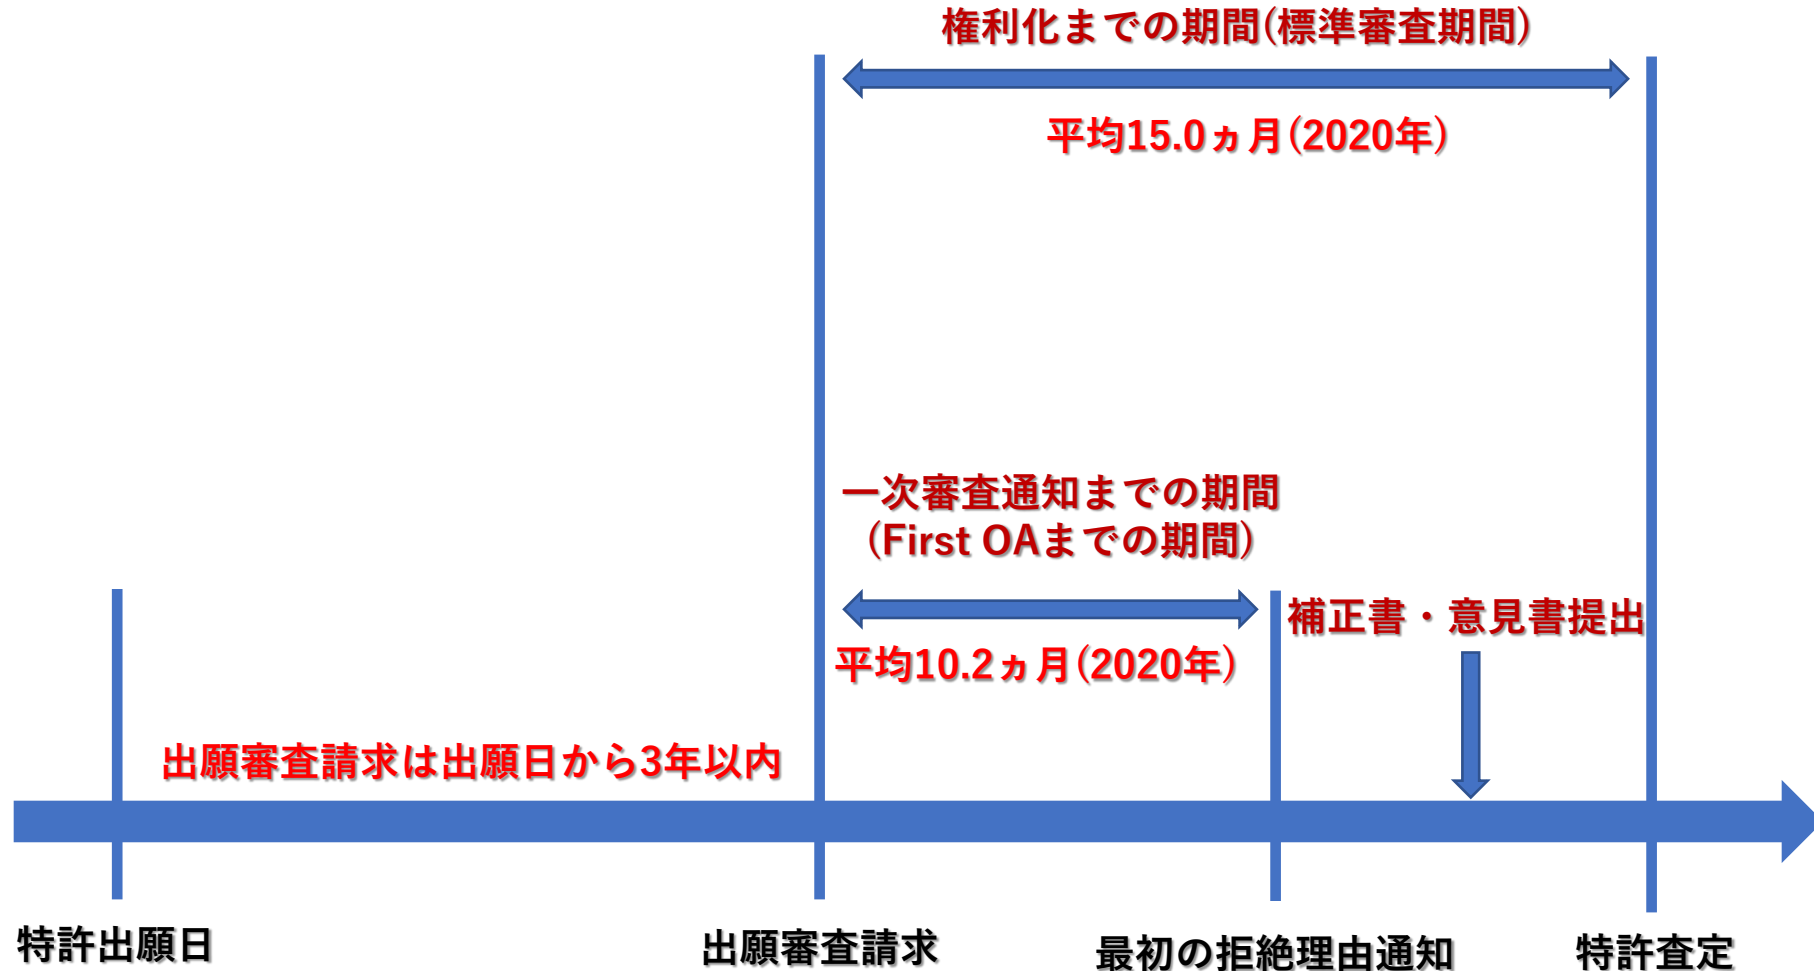 権利化までの期間(標準審査期間)
平均15.0ヵ月(2020年)
一次審査通知までの期間
(First OAまでの期間)
平均10.2ヵ月(2020年)
補正書・意見書提出
出願審査請求は出願日から3年以内
特許出願日
出願審査請求
最初の拒絶理由通知
特許査定